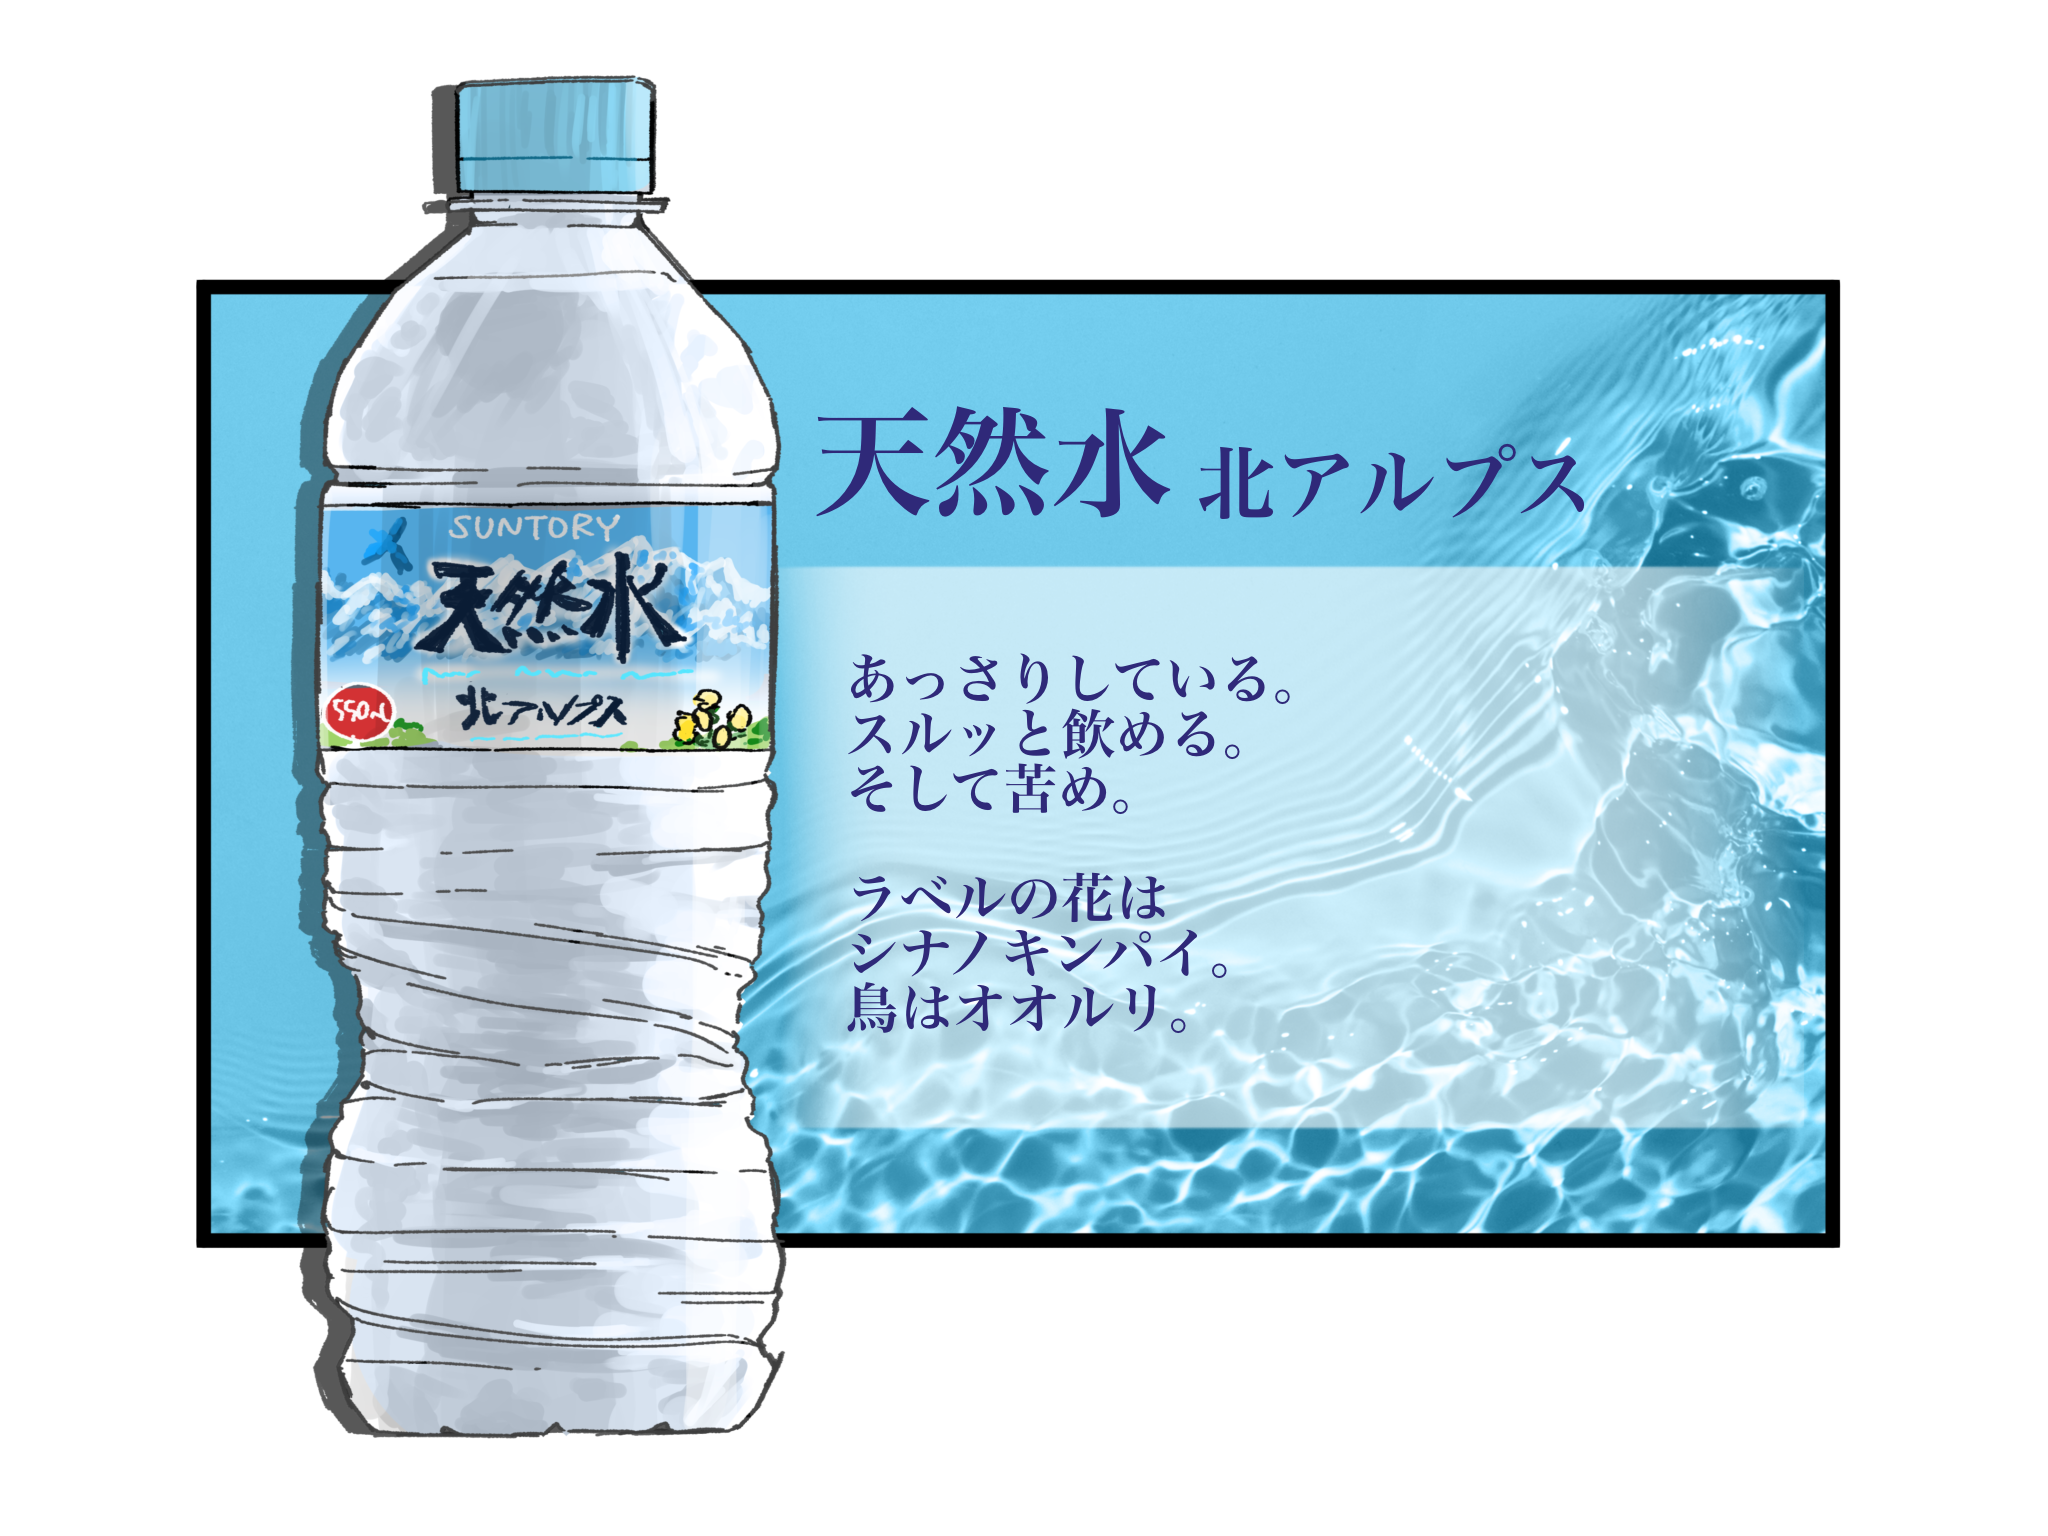 SUNTORY
天然水
北アルプス
550ml
天然水 北アルプス
あっさりしている。
スルッと飲める。
そして苦め。
ラベルの花は
シナノキンパイ。
鳥はオオルリ。